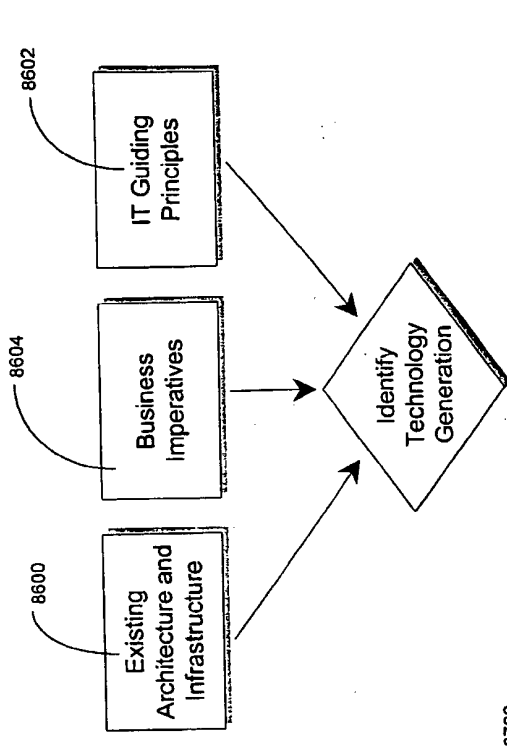 8600
Existing
Architecture and
Infrastructure
8604
Business
Imperatives
8602
IT Guiding
Principles
Identify
Technology
Generation